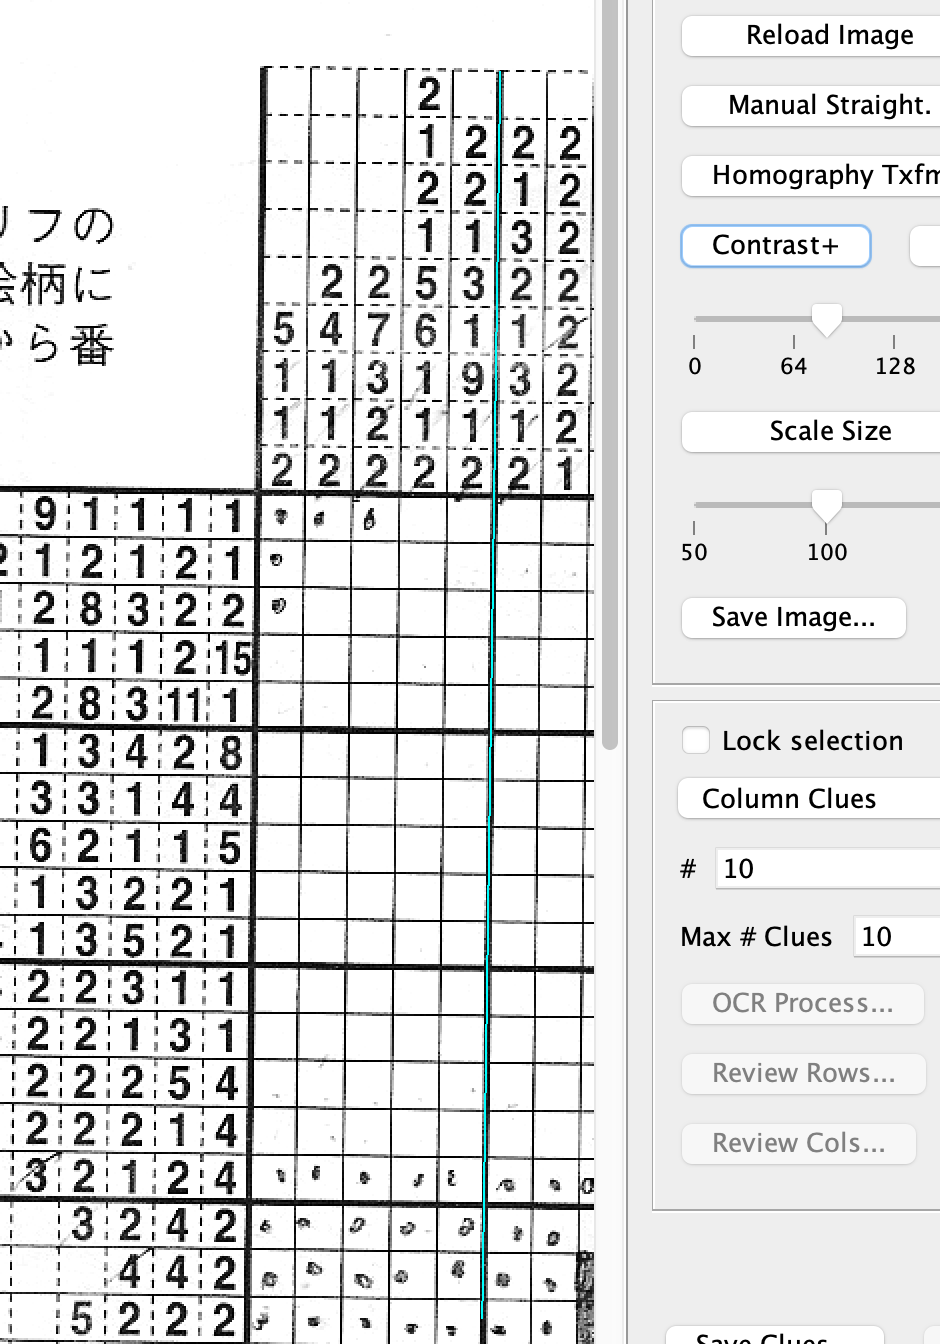 リフの
絵柄に
から番
2
1 2 2 2
2 2 1 2
1 1 3 2
2 2 5 3 2 2
5 4 7 6 1 1 2
1 1 3 1 9 3 2
1 1 2 1 1 1 2
2 2 2 2 2 2 1
9 1 1 1 1
2 1 2 1 2 1
2 8 3 2 2
1 1 1 2 15
2 8 3 11 1
1 3 4 2 8
3 3 1 4 4
6 2 1 1 5
1 3 2 2 1
1 3 5 2 1
2 2 3 1 1
2 2 1 3 1
2 2 2 5 4
2 2 2 1 4
3 2 1 2 4
3 2 4 2
4 4 2
5 2 2 2
Reload Image
Manual Straight.
Homography Txfm
Contrast+
0 64 128
Scale Size
50 100
Save Image...
Lock selection
Column Clues
# 10
Max # Clues 10
OCR Process...
Review Rows...
Review Cols...
Save Clues